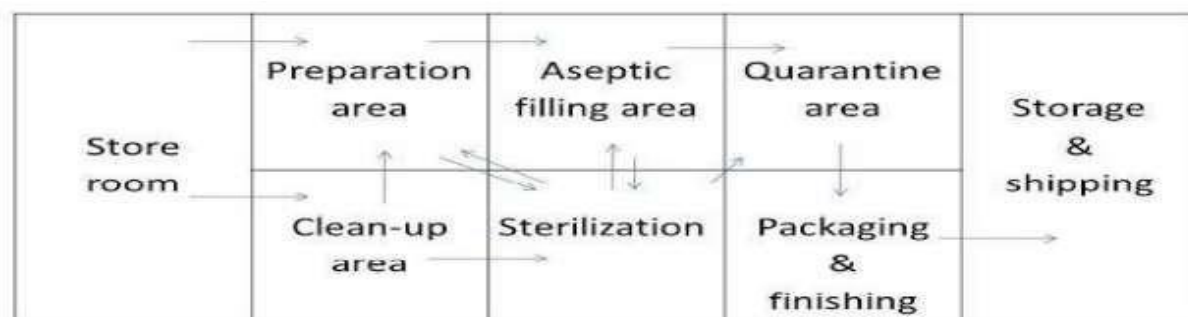 Store
room
Preparation
area
Clean-up
area
Aseptic
filling area
Sterilization
Quarantine
area
Packaging
&
finishing
Storage
&
shipping